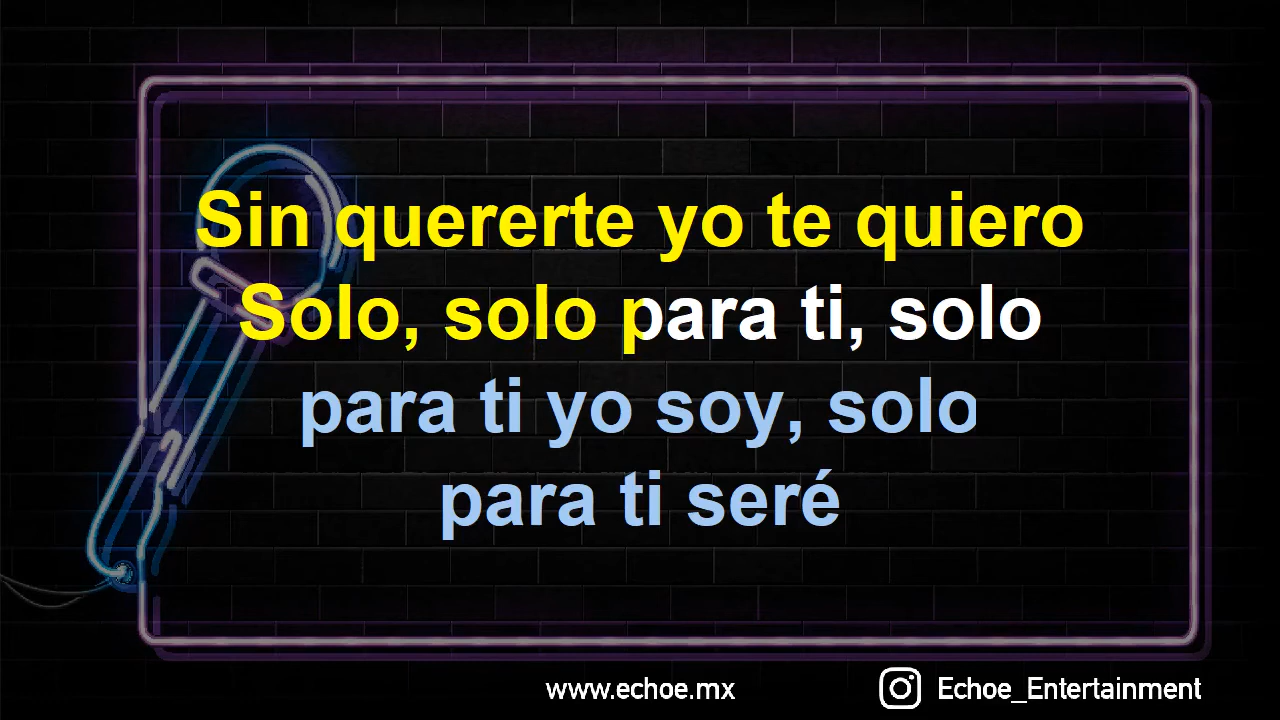 Sin quererte yo te quiero
Solo, solo para ti, solo
para ti yo soy, solo
para ti seré
www.echoe.mx
Echoe_Entertainment